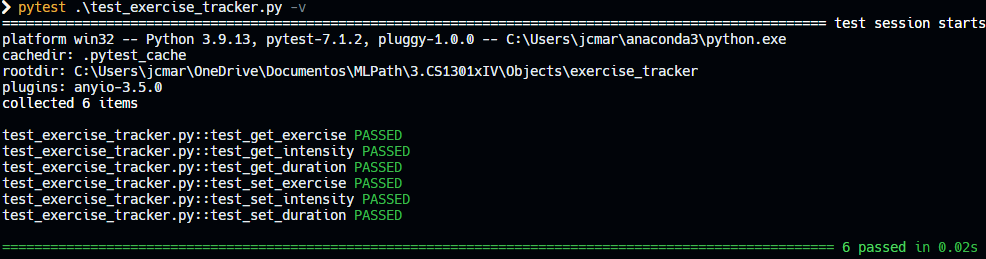 ❯ pytest .\test_exercise_tracker.py -v
======================================================================================================= test session starts
platform win32 -- Python 3.9.13, pytest-7.1.2, pluggy-1.0.0 -- C:\Users\jcmar\anaconda3\python.exe
cachedir: .pytest_cache
rootdir: C:\Users\jcmar\OneDrive\Documentos\MLPath\3.CS1301xIV\Objects\exercise_tracker
plugins: anyio-3.5.0
collected 6 items
test_exercise_tracker.py::test_get_exercise PASSED
test_exercise_tracker.py::test_get_intensity PASSED
test_exercise_tracker.py::test_get_duration PASSED
test_exercise_tracker.py::test_set_exercise PASSED
test_exercise_tracker.py::test_set_intensity PASSED
test_exercise_tracker.py::test_set_duration PASSED
======================================================================================================== 6 passed in 0.02s